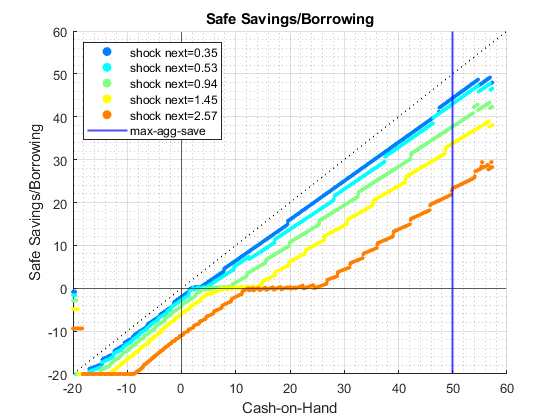 Safe Savings/Borrowing
60
50
40
30
20
10
0
-10
-20
Safe Savings/Borrowing
shock next=0.35
shock next=0.53
shock next=0.94
shock next=1.45
shock next=2.57
max-agg-save
-20 -10 0 10 20 30 40 50 60
Cash-on-Hand